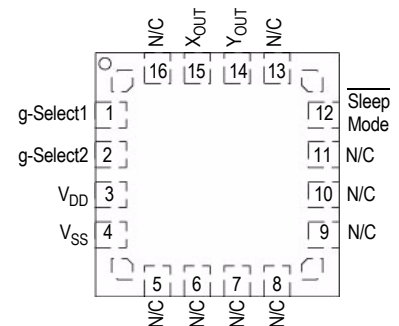 N/C
XOUT
YOUT
N/C
16 15 14 13
g-Select1 1
g-Select2 2
VDD 3
VSS 4
12 Sleep
Mode
11 N/C
10 N/C
9 N/C
5 6 7 8
N/C
N/C
N/C
N/C